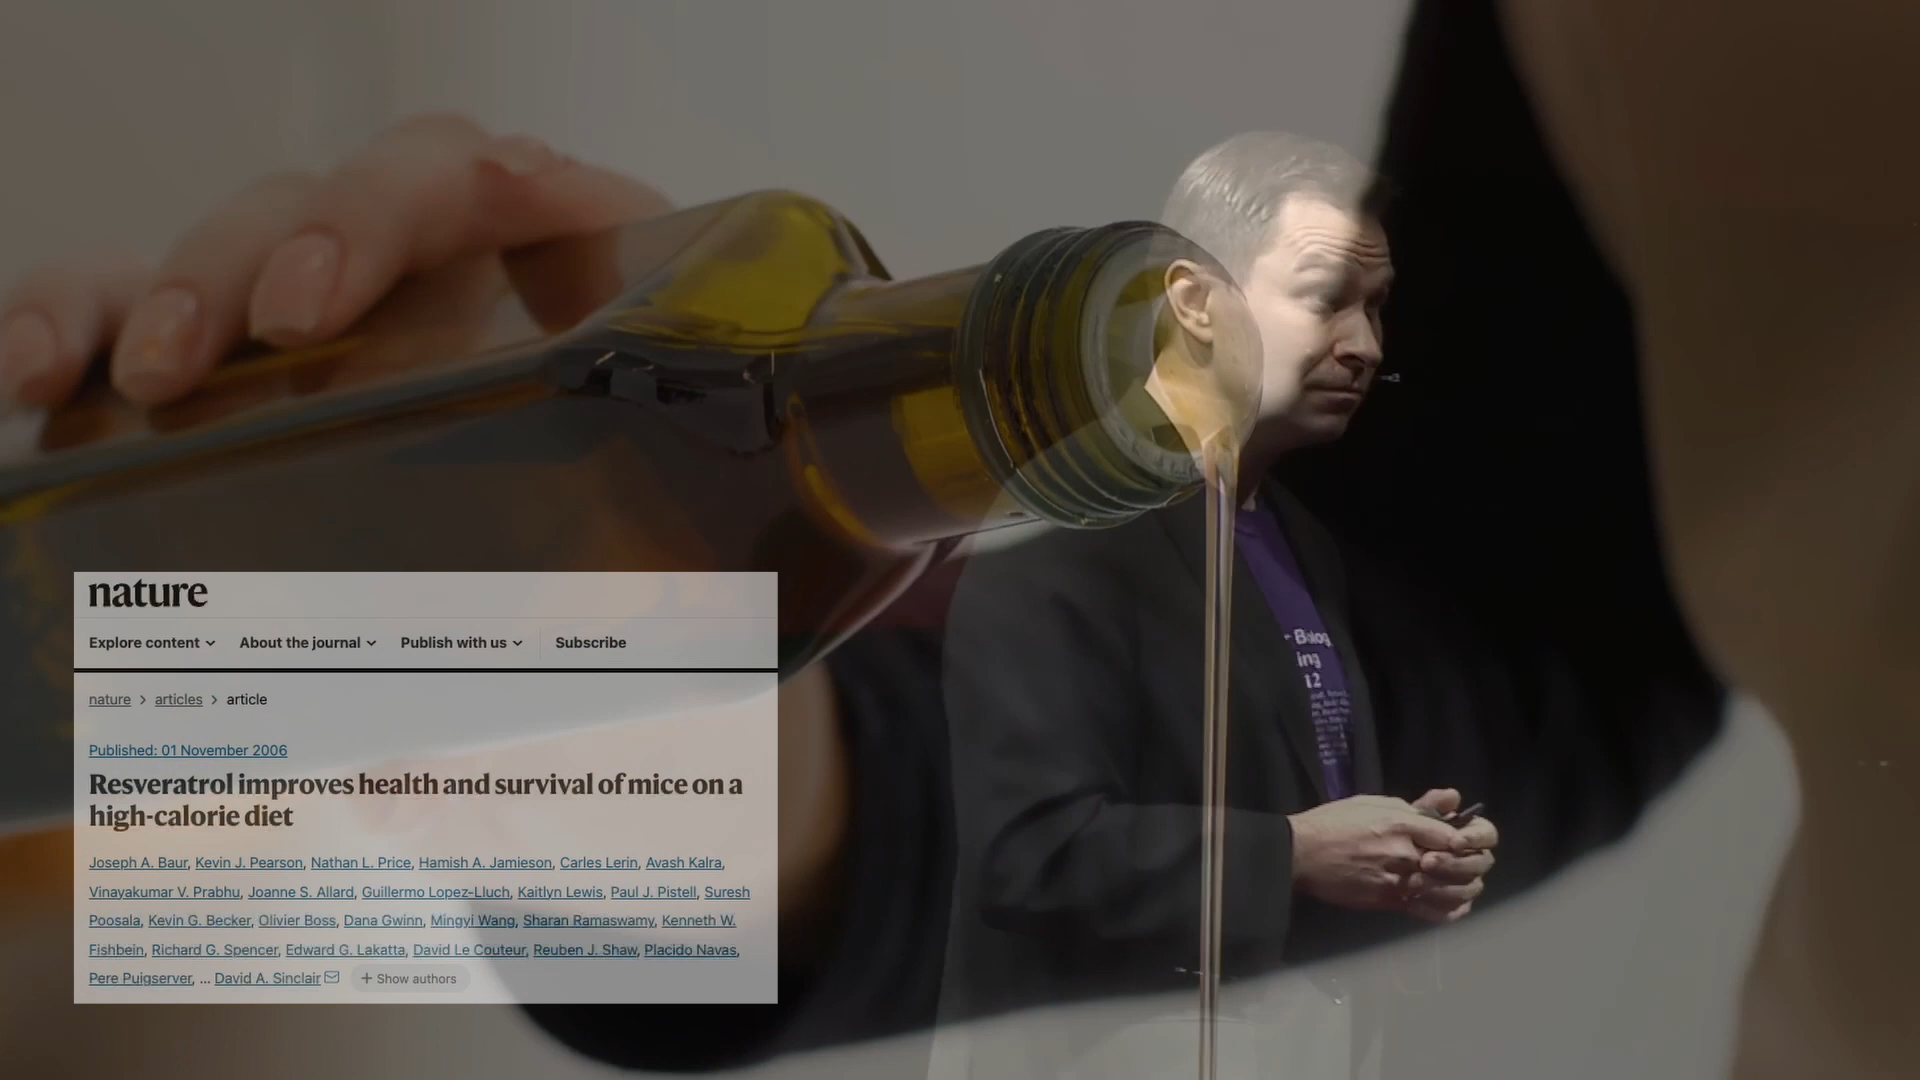 nature
Explore content
About the journal
Publish with us
Subscribe
nature > articles > article
Published: 01 November 2006
Resveratrol improves health and survival of mice on a
high-calorie diet
Joseph A. Baur, Kevin J. Pearson, Nathan L. Price, Hamish A. Jamieson, Carles Lerin, Avash Kalra,
Vinayakumar V. Prabhu, Joanne S. Allard, Guillermo Lopez-Lluch, Kaitlyn Lewis, Paul J. Pistell, Suresh
Poosala, Kevin G. Becker, Olivier Boss, Dana Gwinn, Mingyi Wang, Sharan Ramaswamy, Kenneth W.
Fishbein, Richard G. Spencer, Edward G. Lakatta, David Le Couteur, Reuben J. Shaw, Placido Navas,
Pere Puigserver, ... David A. Sinclair + Show authors
Biolog
ing